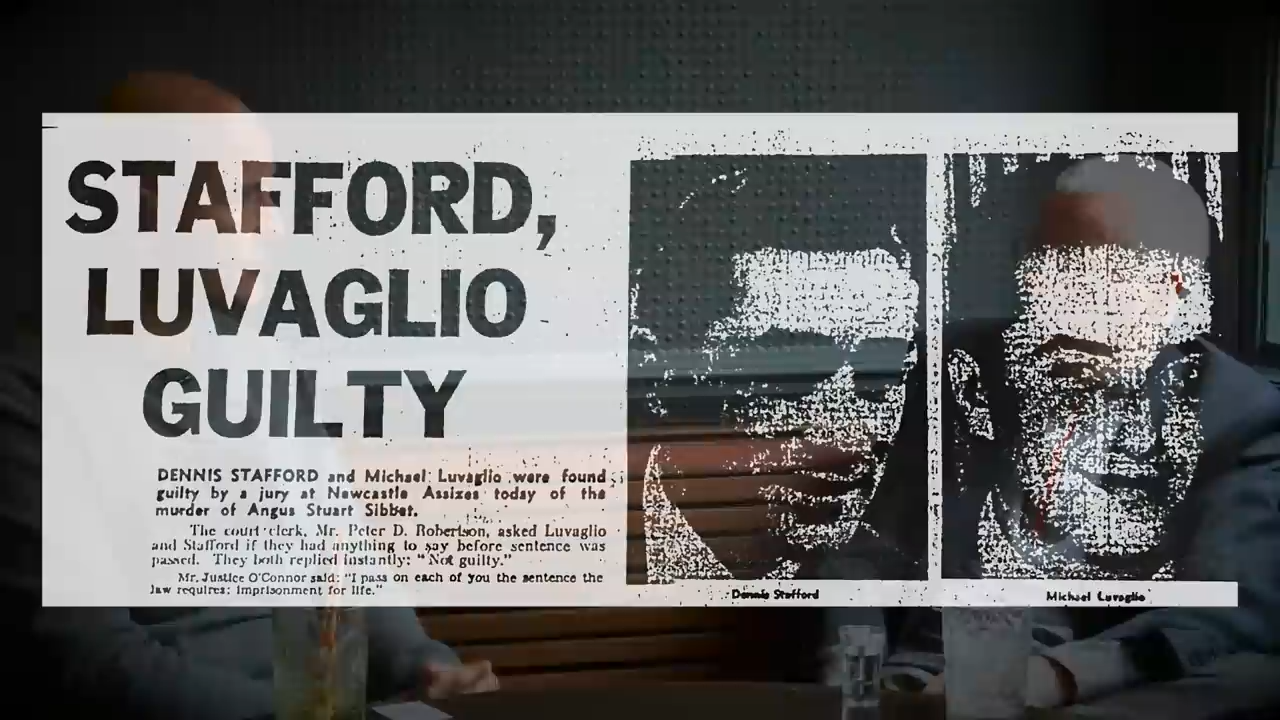 STAFFORD,
LUVAGLIO
GUILTY
DENNIS STAFFORD and Michael Luvaglio were found
guilty by a jury at Newcastle Assizes today of the
murder of Angus Stuart Sibbet.
The court clerk, Mr. Peter D. Robertson, asked Luvaglio
and Stafford if they had anything to say before sentence was
passed. They both replied instantly: "Not guilty."
Mr. Justice O'Connor said: "I pass on each of you the sentence the
law requires: imprisonment for life."
Dennis Stafford
Michael Luvaglio